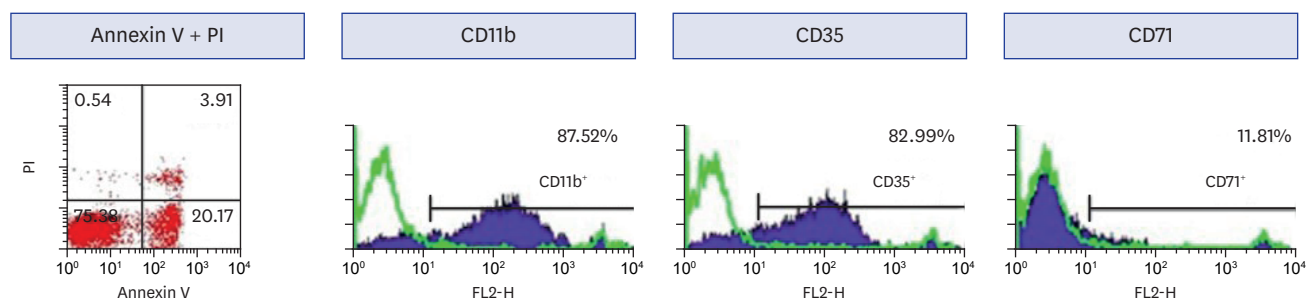 Annexin V + PI
CD11b
CD35
CD71
0.54 3.91
75.38 20.17
PI
10⁰ 10¹ 10² 10³ 10⁴
Annexin V
87.52%
CD11b⁺
10⁰ 10¹ 10² 10³ 10⁴
FL2-H
82.99%
CD35⁺
10⁰ 10¹ 10² 10³ 10⁴
FL2-H
11.81%
CD71⁺
10⁰ 10¹ 10² 10³ 10⁴
FL2-H